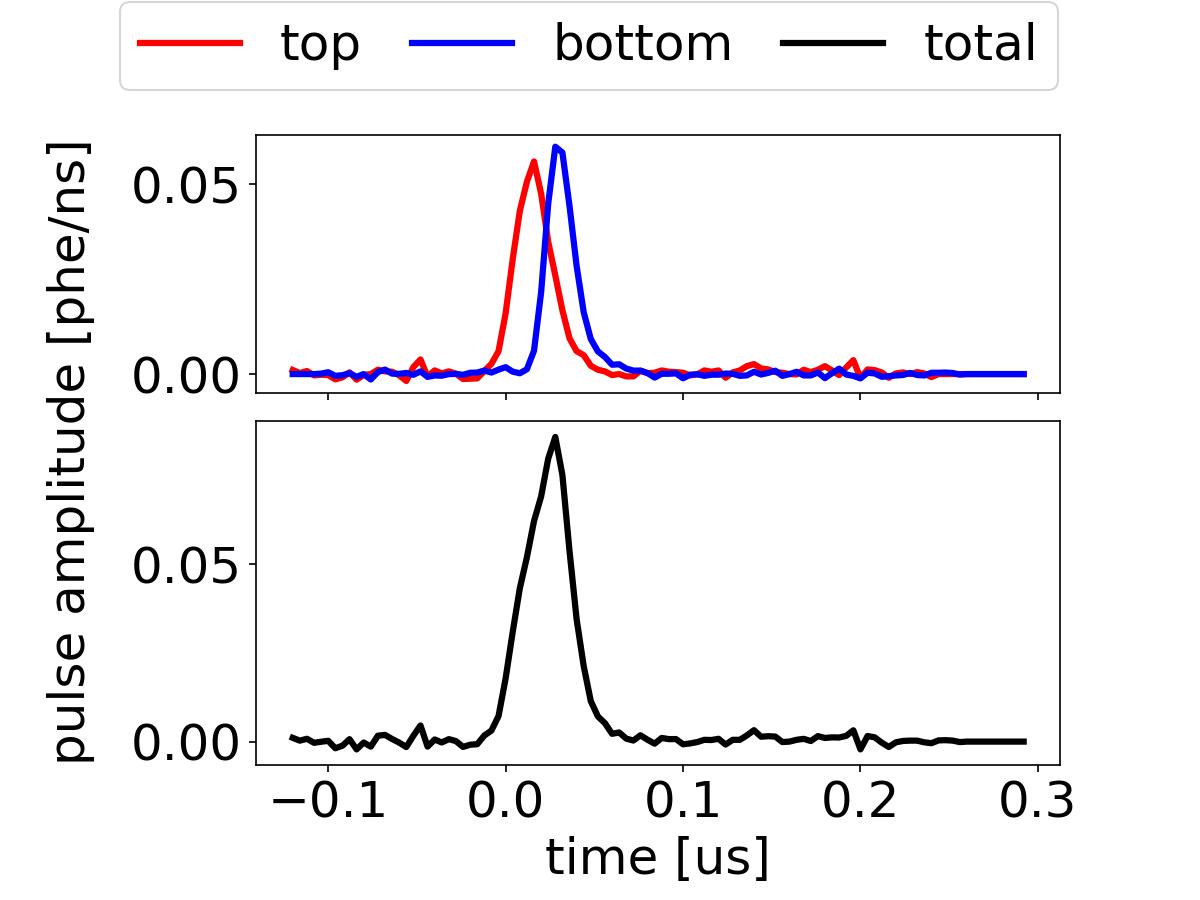 top bottom total
pulse amplitude [phe/ns]
0.05
0.00
0.05
0.00
−0.1 0.0 0.1 0.2 0.3
time [us]